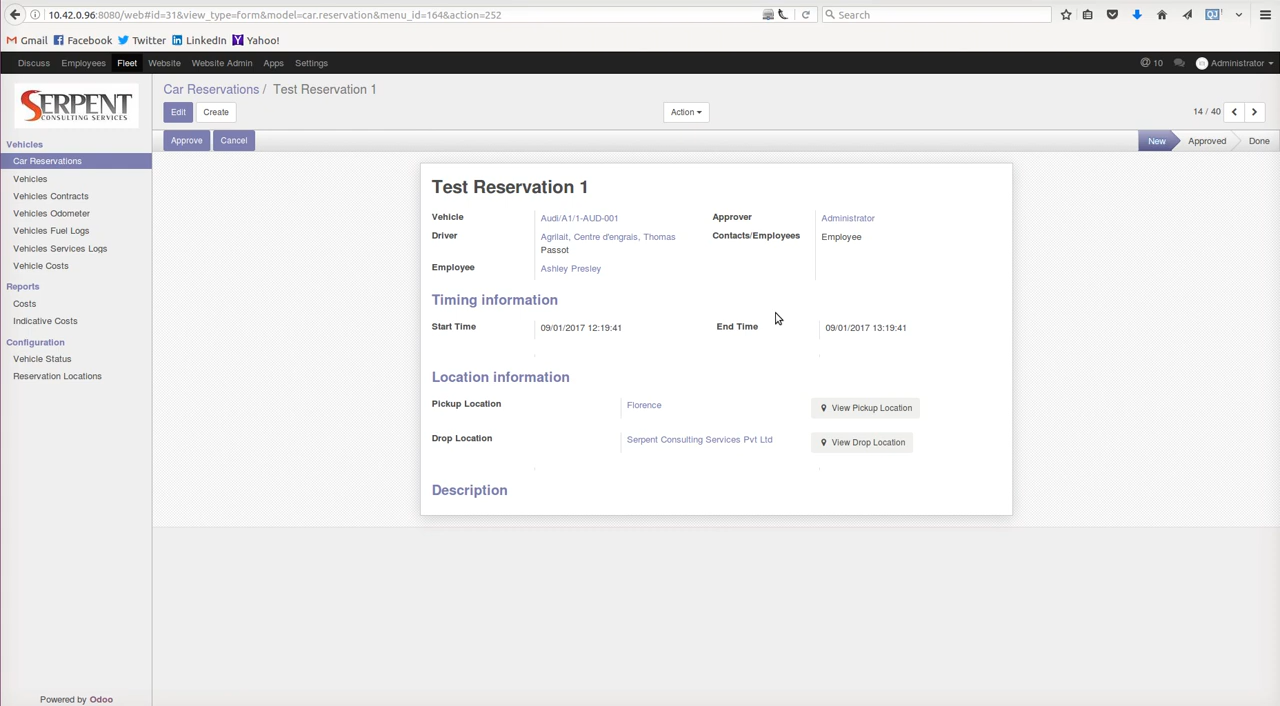 10.42.0.96:8080/web#id=31&view_type=form&model=car.reservation&menu_id=164&action=252
Search
Gmail Facebook Twitter LinkedIn Yahoo!
Discuss Employees Fleet Website Website Admin Apps Settings
@ 10
Administrator
SERPENT
CONSULTING SERVICES
Car Reservations / Test Reservation 1
Edit Create
Action
14 / 40
Approve Cancel
New Approved Done
Vehicles
Car Reservations
Vehicles
Vehicles Contracts
Vehicles Odometer
Vehicles Fuel Logs
Vehicles Services Logs
Vehicle Costs
Reports
Costs
Indicative Costs
Configuration
Vehicle Status
Reservation Locations
Powered by Odoo
Test Reservation 1
Vehicle Audi/A1/1-AUD-001 Approver Administrator
Driver Agrilait, Centre d'engrais, Thomas Contacts/Employees Employee
Passot
Employee Ashley Presley
Timing information
Start Time 09/01/2017 12:19:41 End Time 09/01/2017 13:19:41
Location information
Pickup Location Florence View Pickup Location
Drop Location Serpent Consulting Services Pvt Ltd View Drop Location
Description